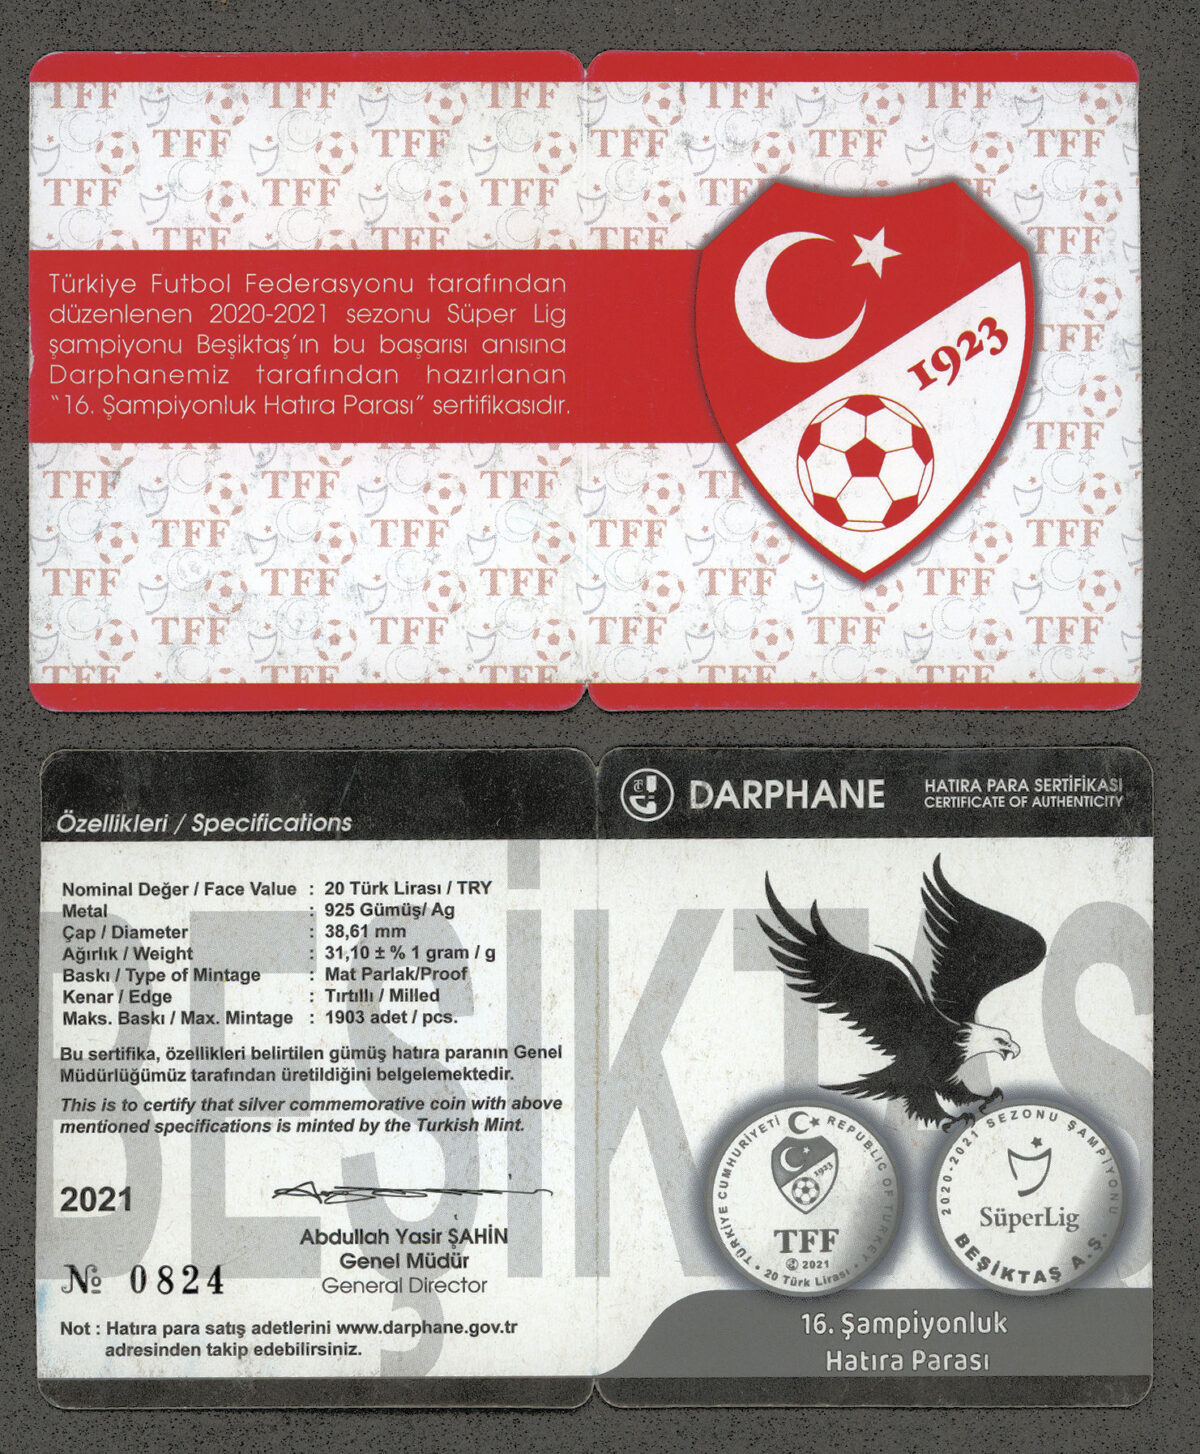 Türkiye Futbol Federasyonu tarafından
düzenlenen 2020-2021 sezonu Süper Lig
şampiyonu Beşiktaş'ın bu başarısı anısına
Darphanemiz tarafından hazırlanan
"16. Şampiyonluk Hatıra Parası" sertifikasıdır.
1923
TFF
Özellikleri / Specifications
Nominal Değer / Face Value : 20 Türk Lirası / TRY
Metal : 925 Gümüş/ Ag
Çap / Diameter : 38,61 mm
Ağırlık / Weight : 31,10 ± % 1 gram / g
Baskı / Type of Mintage : Mat Parlak/Proof
Kenar / Edge : Tırtıllı / Milled
Maks. Baskı / Max. Mintage : 1903 adet / pcs.
Bu sertifika, özellikleri belirtilen gümüş hatıra paranın Genel
Müdürlüğümüz tarafından üretildiğini belgelemektedir.
This is to certify that silver commemorative coin with above
mentioned specifications is minted by the Turkish Mint.
2021
Abdullah Yasir ŞAHİN
Genel Müdür
General Director
№ 0824
Not : Hatıra para satış adetlerini www.darphane.gov.tr
adresinden takip edebilirsiniz.
BEŞİKTAŞ
DARPHANE
HATIRA PARA SERTİFİKASI
CERTIFICATE OF AUTHENTICITY
TÜRKİYE CUMHURİYETİ REPUBLIC OF TURKEY
1923
TFF
2021
• 20 Türk Lirası •
2020-2021 SEZONU ŞAMPİYONU
SüperLig
BEŞİKTAŞ A.Ş.
16. Şampiyonluk
Hatıra Parası